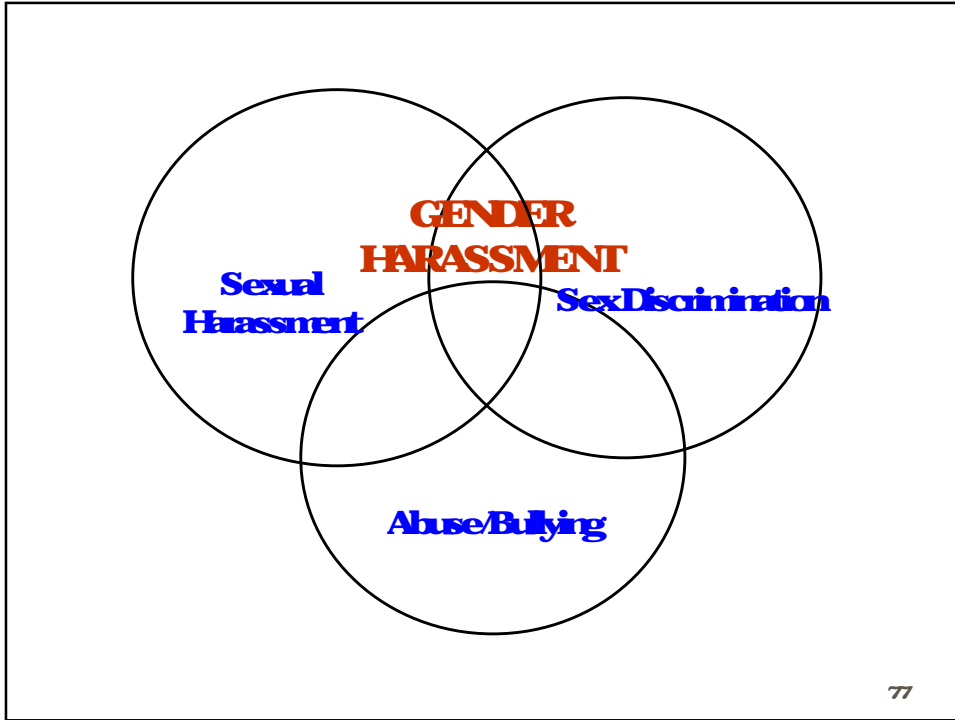 GENDER
HARASSMENT
Sexual
Harassment
Sex Discrimination
Abuse/Bullying
77